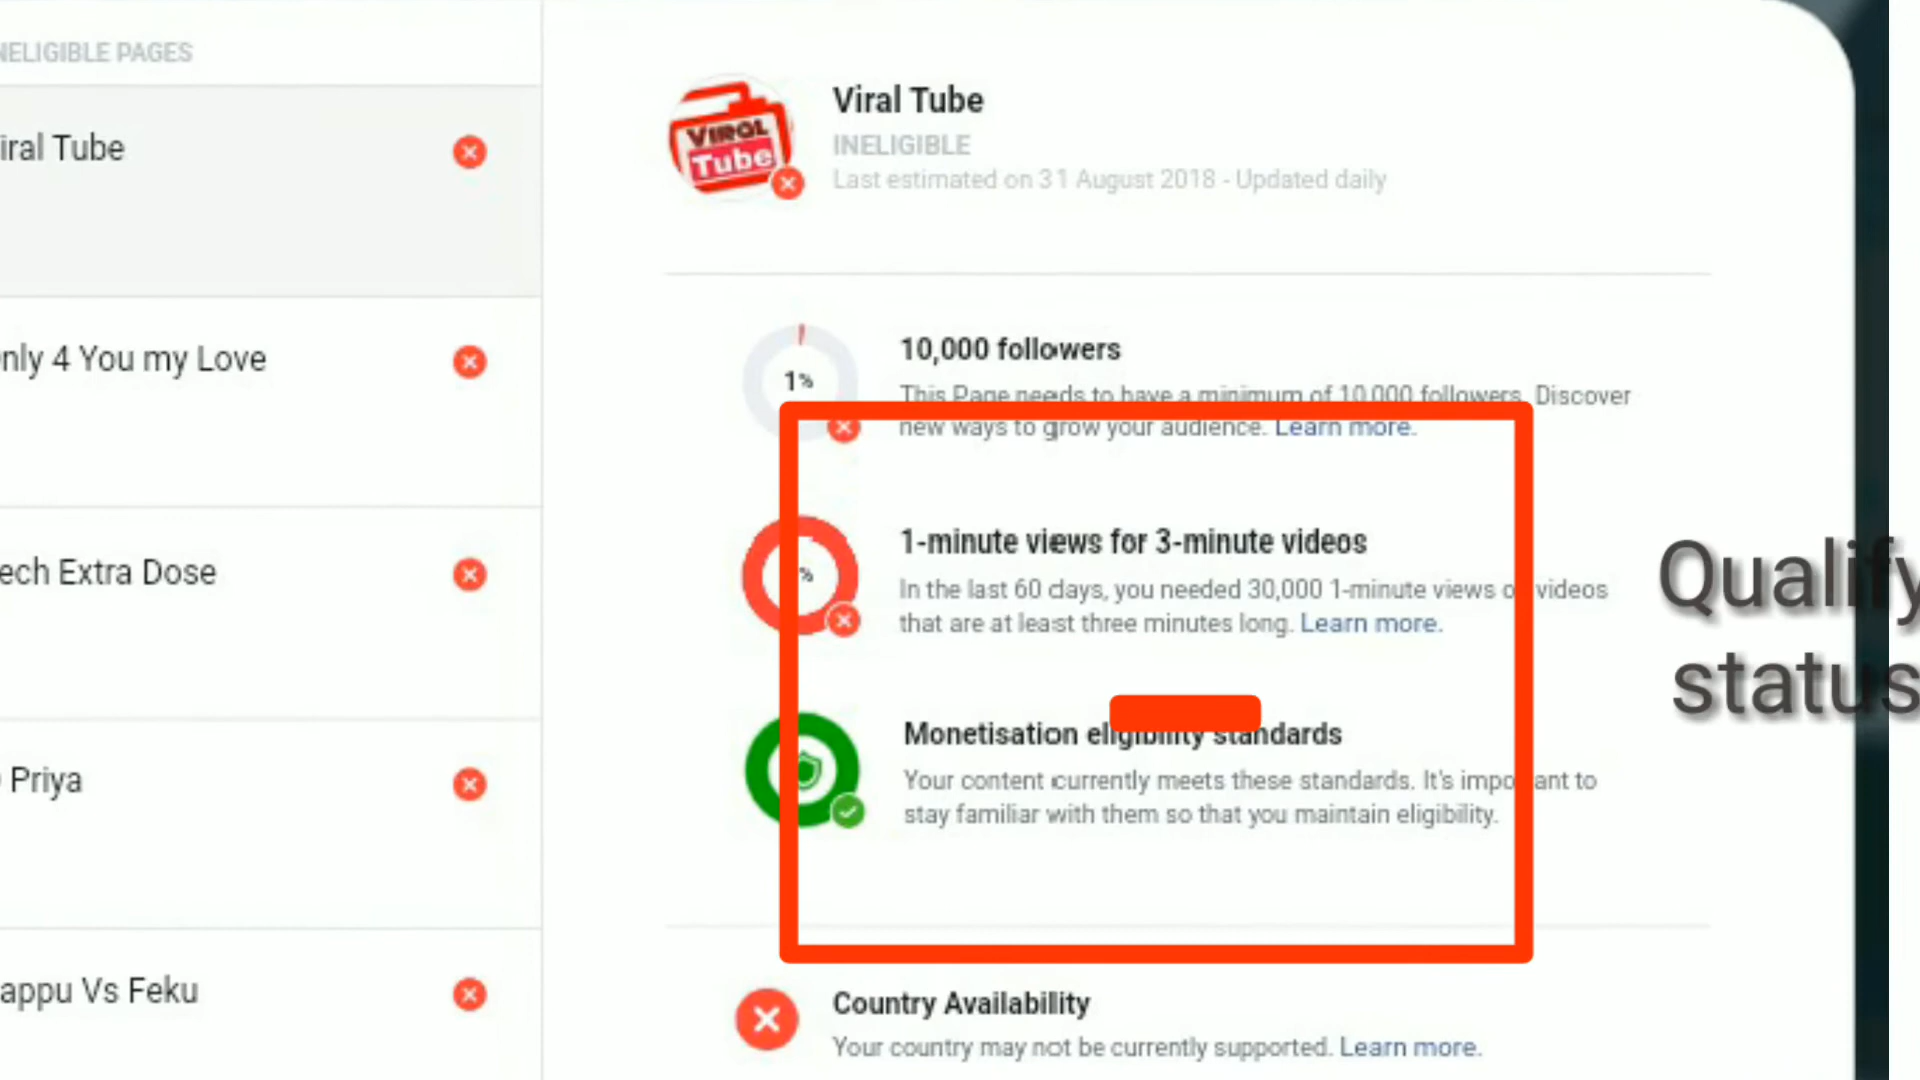 NELIGIBLE PAGES
iral Tube
nly 4 You my Love
ech Extra Dose
Priya
appu Vs Feku
VIRAL
Tube
Viral Tube
INELIGIBLE
Last estimated on 31 August 2018 - Updated daily
1%
10,000 followers
This Page needs to have a minimum of 10,000 followers. Discover
new ways to grow your audience. Learn more.
%
1-minute views for 3-minute videos
In the last 60 days, you needed 30,000 1-minute views o videos
that are at least three minutes long. Learn more.
Monetisation eligibility standards
Your content currently meets these standards. It's important to
stay familiar with them so that you maintain eligibility.
Country Availability
Your country may not be currently supported. Learn more.
Qualify
status